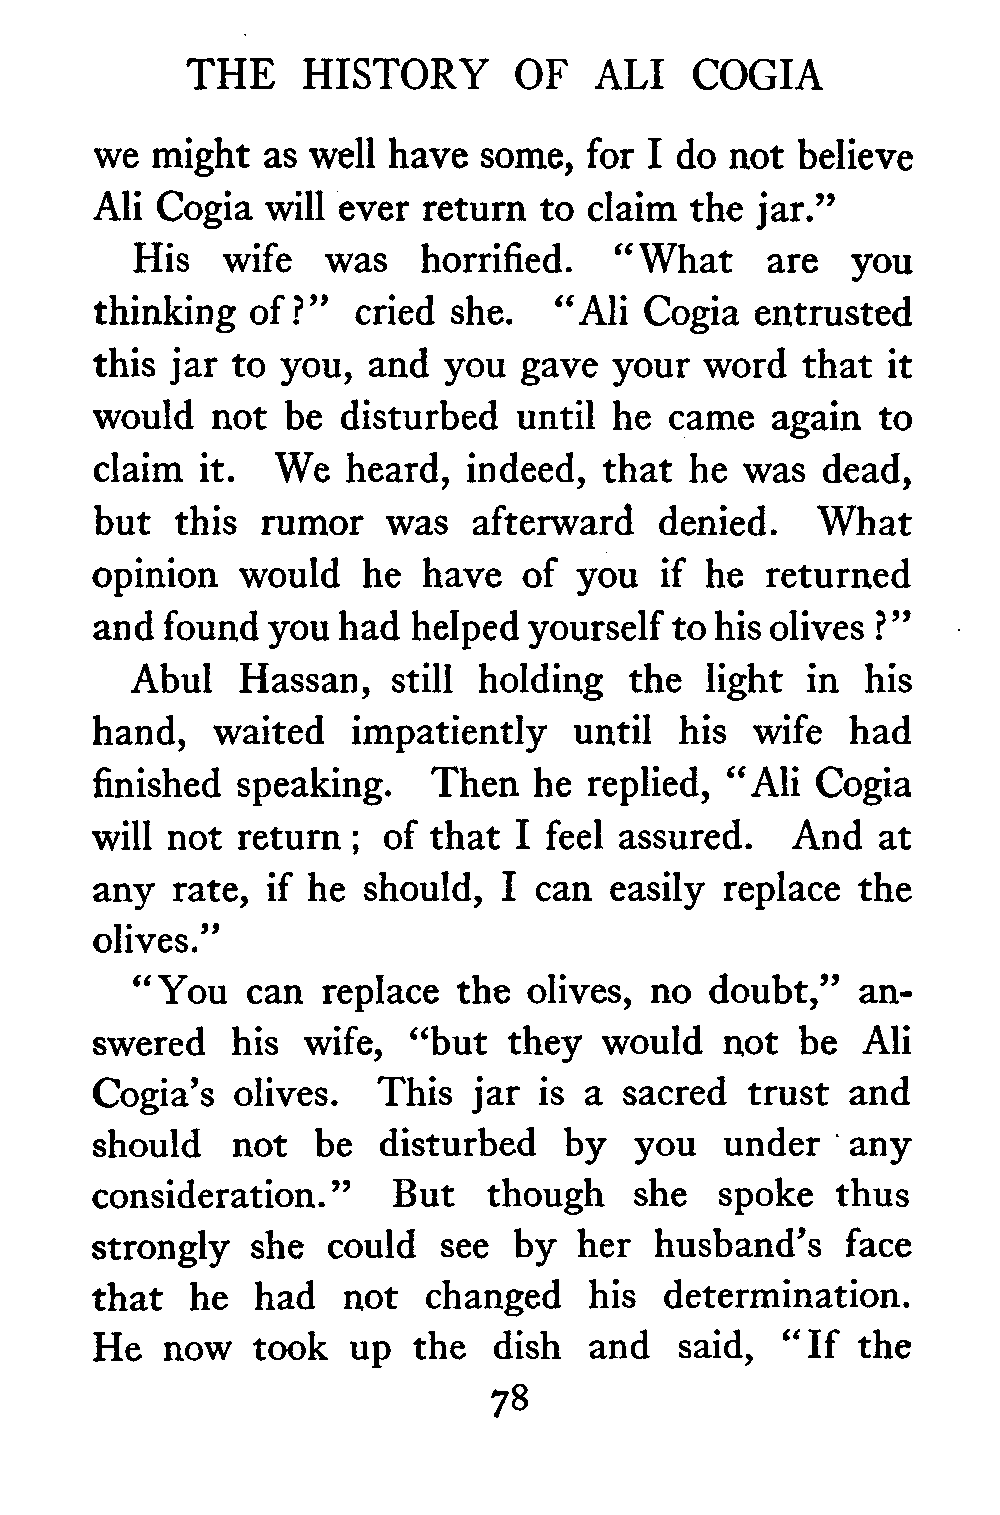 THE HISTORY OF ALI COGIA
we might as well have some, for I do not believe
Ali Cogia will ever return to claim the jar.”
His wife was horrified. “What are you
thinking of?” cried she. “Ali Cogia entrusted
this jar to you, and you gave your word that it
would not be disturbed until he came again to
claim it. We heard, indeed, that he was dead,
but this rumor was afterward denied. What
opinion would he have of you if he returned
and found you had helped yourself to his olives?”
Abul Hassan, still holding the light in his
hand, waited impatiently until his wife had
finished speaking. Then he replied, “Ali Cogia
will not return; of that I feel assured. And at
any rate, if he should, I can easily replace the
olives.”
“You can replace the olives, no doubt,” an-
swered his wife, “but they would not be Ali
Cogia’s olives. This jar is a sacred trust and
should not be disturbed by you under any
consideration.” But though she spoke thus
strongly she could see by her husband’s face
that he had not changed his determination.
He now took up the dish and said, “If the
78